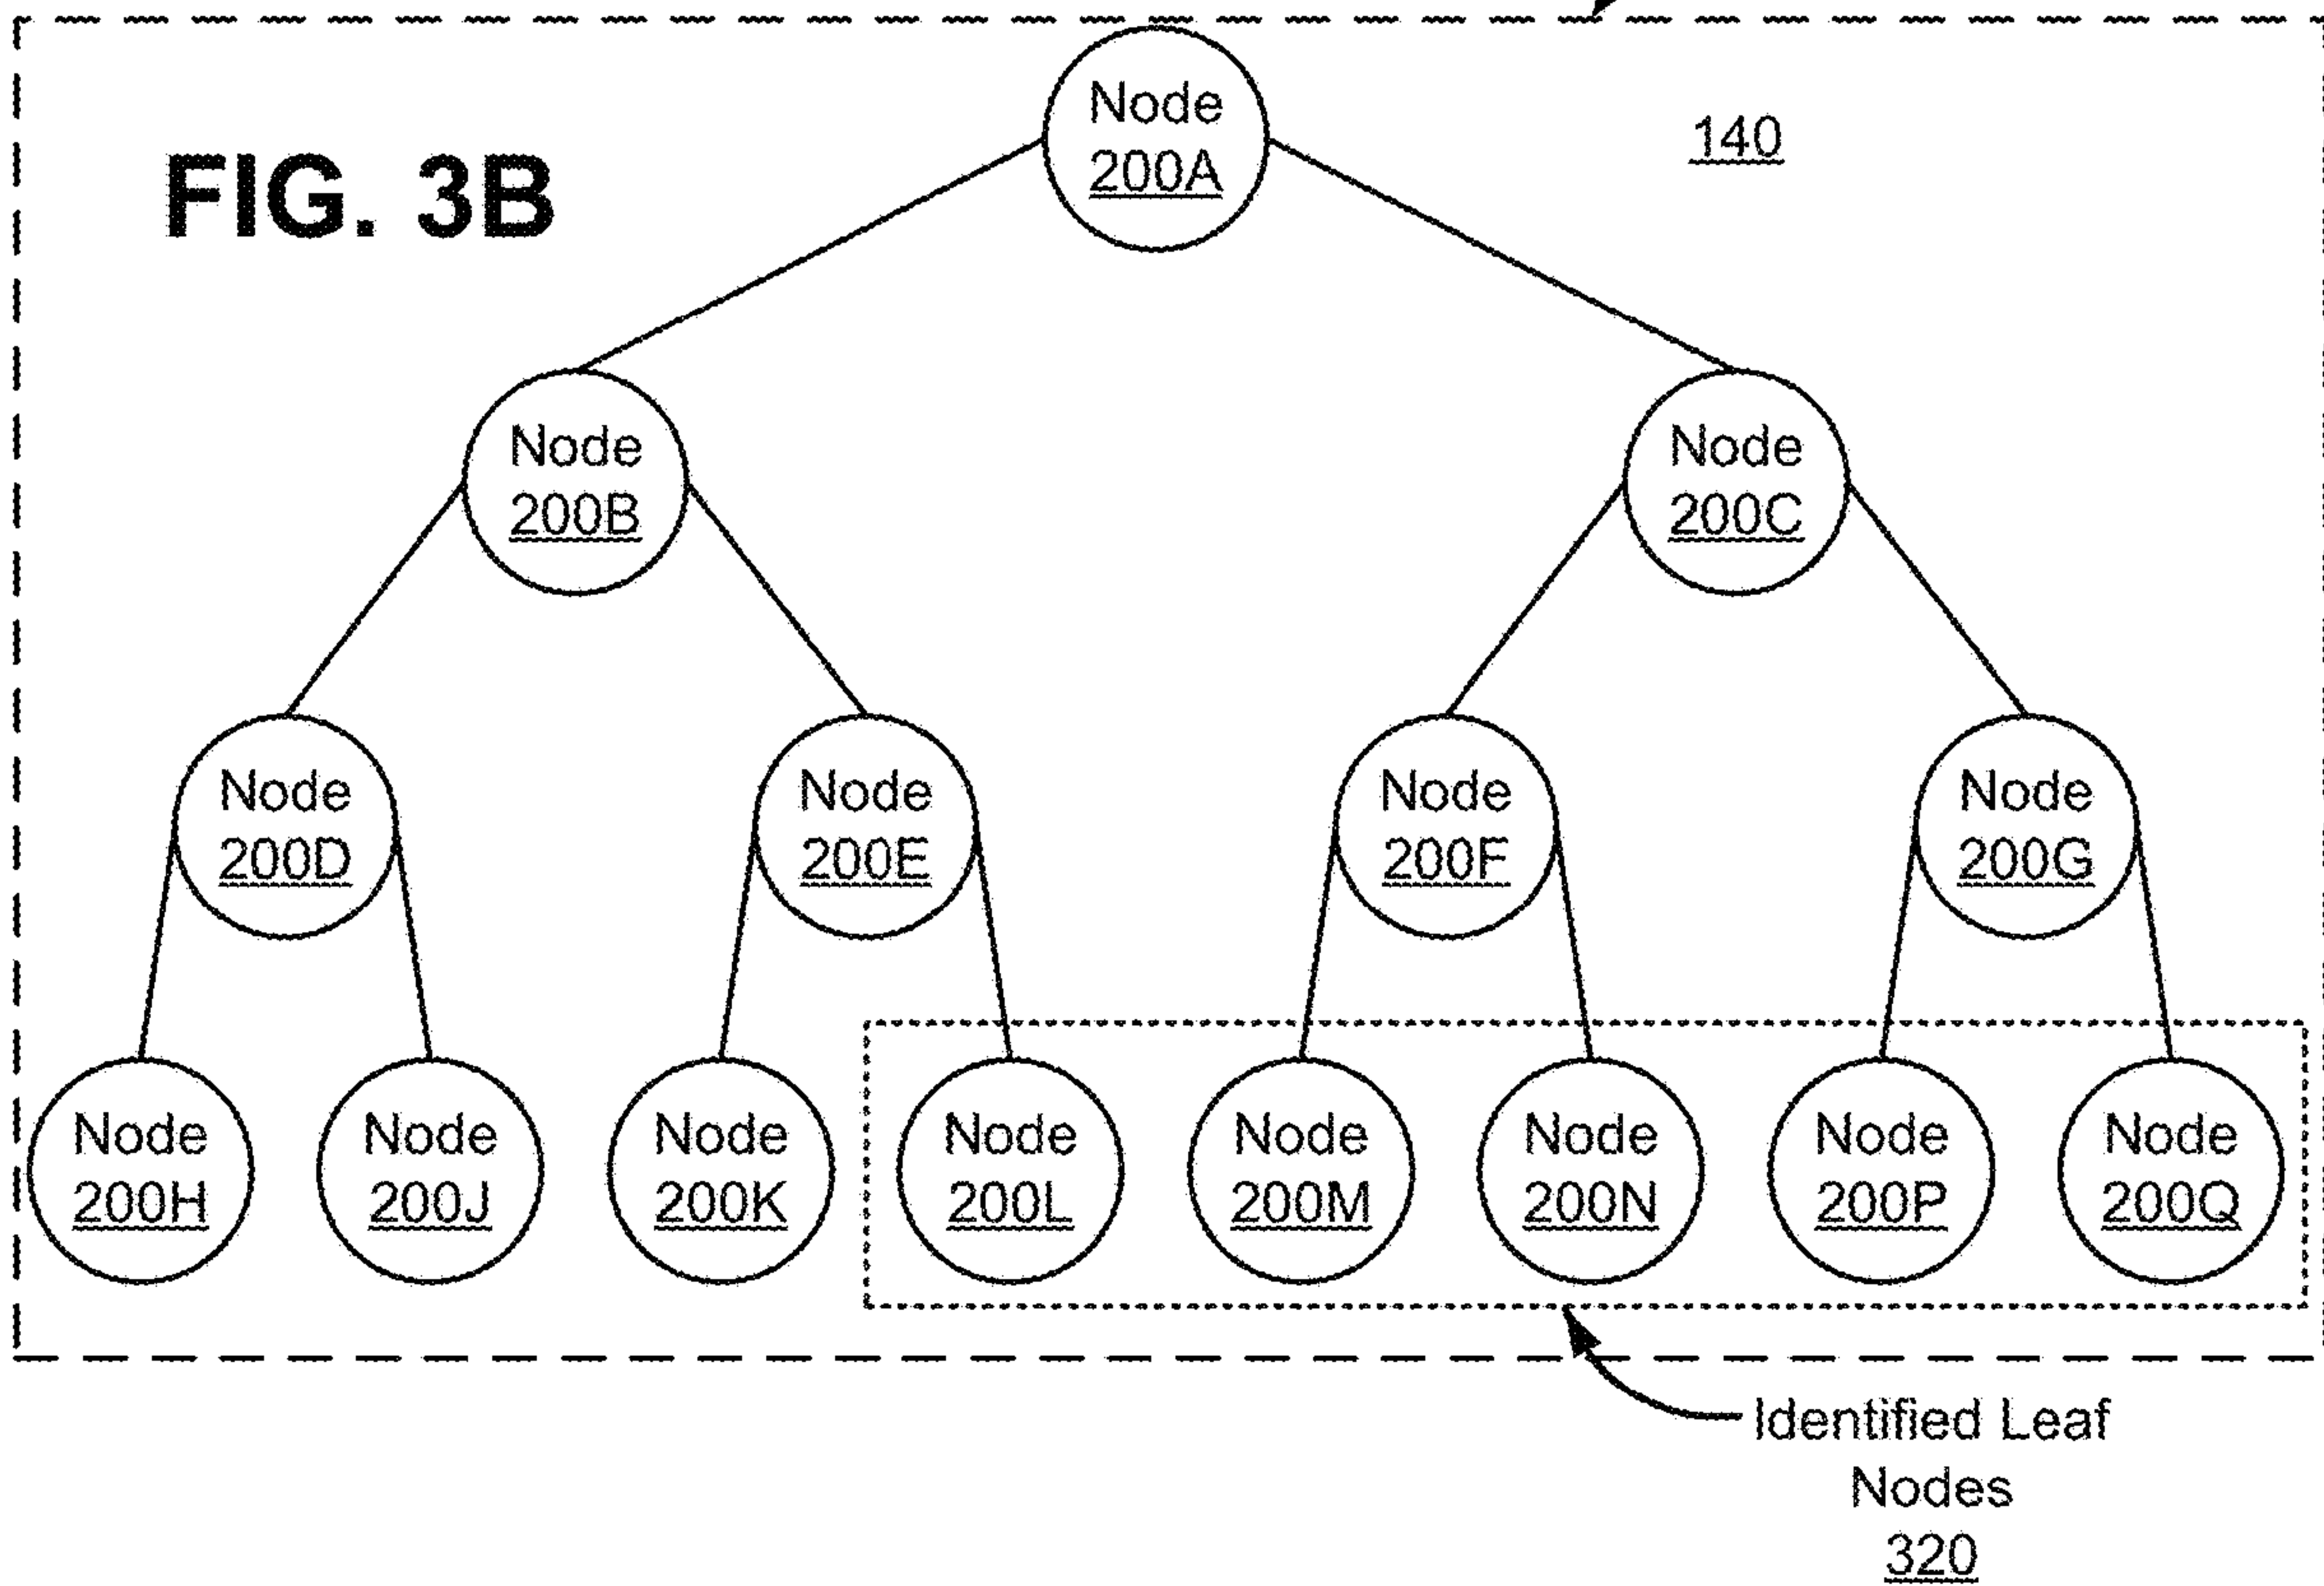 Node
200A
140
FIG. 3B
Node
200B
Node
200C
Node
200D
Node
200E
Node
200F
Node
200G
Node
200H
Node
200J
Node
200K
Node
200L
Node
200M
Node
200N
Node
200P
Node
200Q
Identified Leaf
Nodes
320